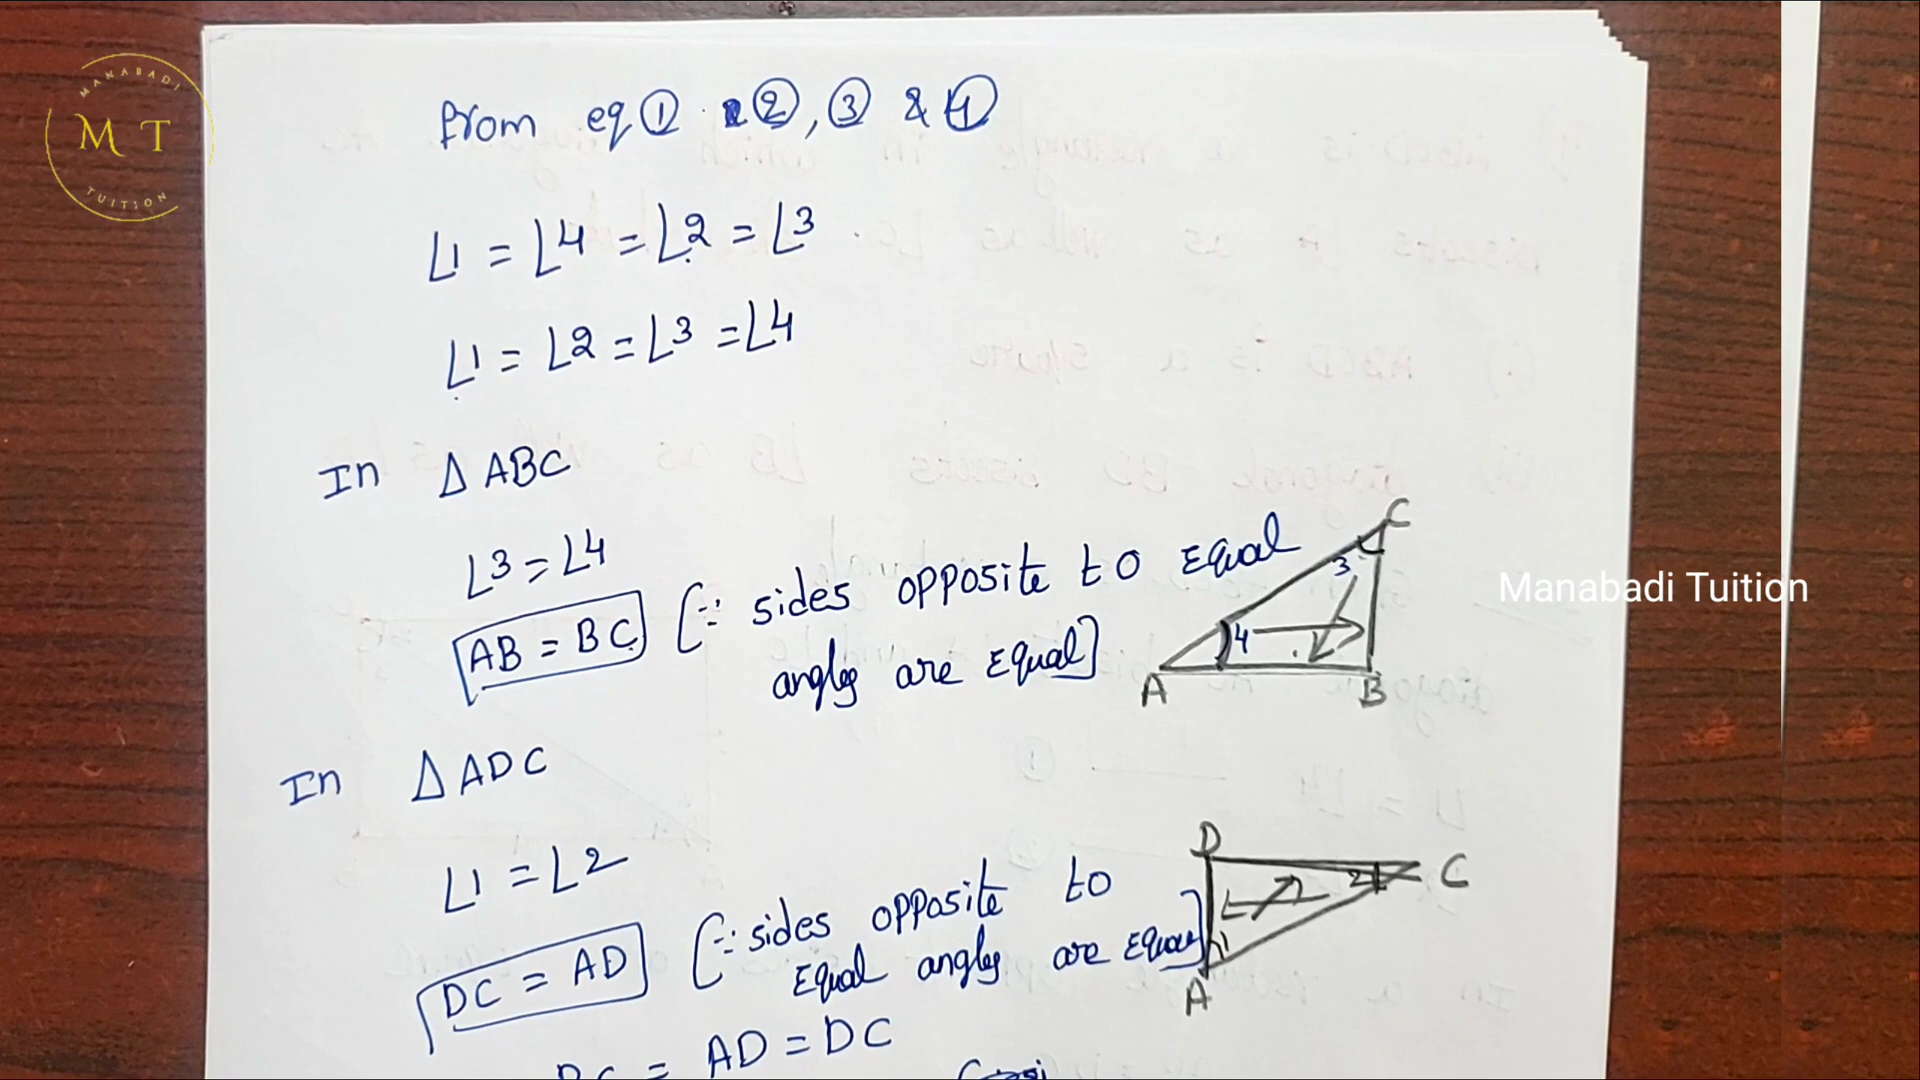 MANABADI
M T
TUITION
from eq ① ②, ③ & ④
∠1 = ∠4 = ∠2 = ∠3
∠1 = ∠2 = ∠3 = ∠4
In Δ ABC
∠3 = ∠4
AB = BC [∵ sides opposite to equal
angles are equal]
C
3
4
A B
Manabadi Tuition
In Δ ADC
∠1 = ∠2
DC = AD [∵ sides opposite to
equal angles are equal]
D C
2
1
A
= AD = DC